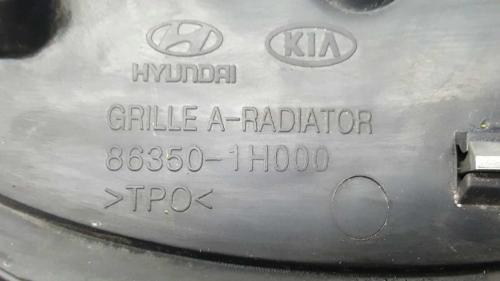 HYUNDAI KIA
GRILLE A-RADIATOR
86350-1H000
>TPO<